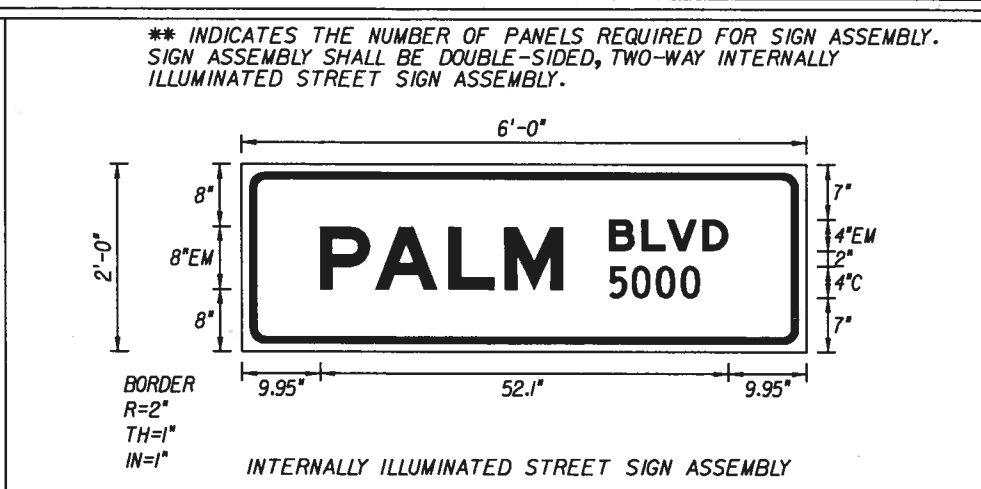 ** INDICATES THE NUMBER OF PANELS REQUIRED FOR SIGN ASSEMBLY.
SIGN ASSEMBLY SHALL BE DOUBLE-SIDED, TWO-WAY INTERNALLY
ILLUMINATED STREET SIGN ASSEMBLY.
6'-0"
2'-0"
8"
8"EM
8"
PALM
BLVD
5000
7"
4"EM
2"
4"C
7"
9.95"
52.1"
9.95"
BORDER
R=2"
TH=1"
IN=1"
INTERNALLY ILLUMINATED STREET SIGN ASSEMBLY